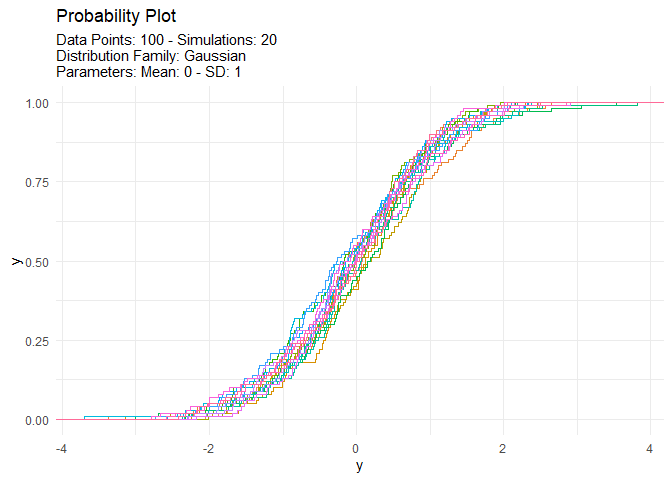 Probability Plot
Data Points: 100 - Simulations: 20
Distribution Family: Gaussian
Parameters: Mean: 0 - SD: 1
1.00
0.75
y
0.50
0.25
0.00
-4
-2
0
2
4
y